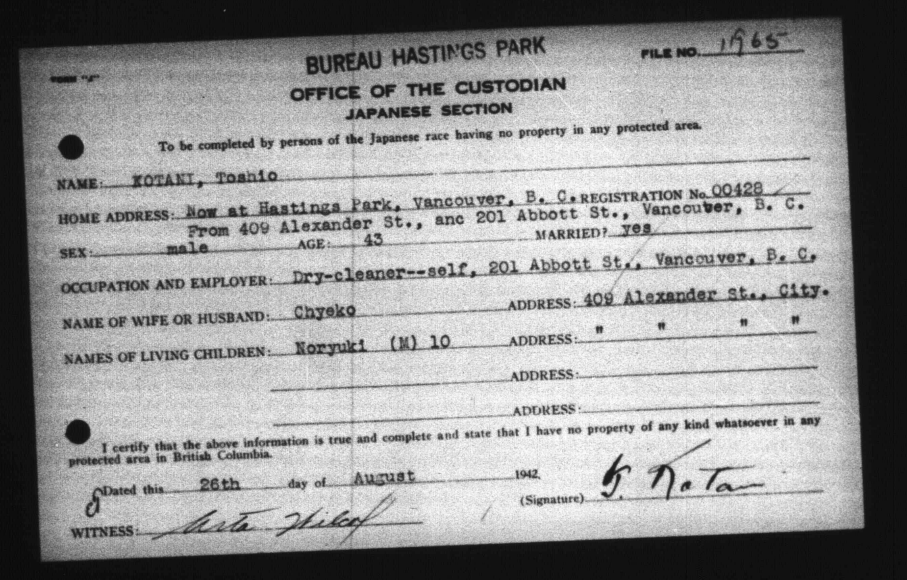 BUREAU HASTINGS PARK
FILE NO. 1965
FORM "J"
OFFICE OF THE CUSTODIAN
JAPANESE SECTION
To be completed by persons of the Japanese race having no property in any protected area.
NAME: KOTANI, Toshio
HOME ADDRESS: Now at Hastings Park, Vancouver, B. C. REGISTRATION No. 00428
From 409 Alexander St., anc 201 Abbott St., Vancouver, B. C.
SEX: male AGE: 43 MARRIED? yes
OCCUPATION AND EMPLOYER: Dry-cleaner--self, 201 Abbott St., Vancouver, B. C.
NAME OF WIFE OR HUSBAND: Chyeko ADDRESS: 409 Alexander St., City.
NAMES OF LIVING CHILDREN: Noryuki (M) 10 ADDRESS: " " " "
ADDRESS:
ADDRESS:
I certify that the above information is true and complete and state that I have no property of any kind whatsoever in any
protected area in British Columbia.
Dated this 26th day of August 1942.
(Signature)
WITNESS: